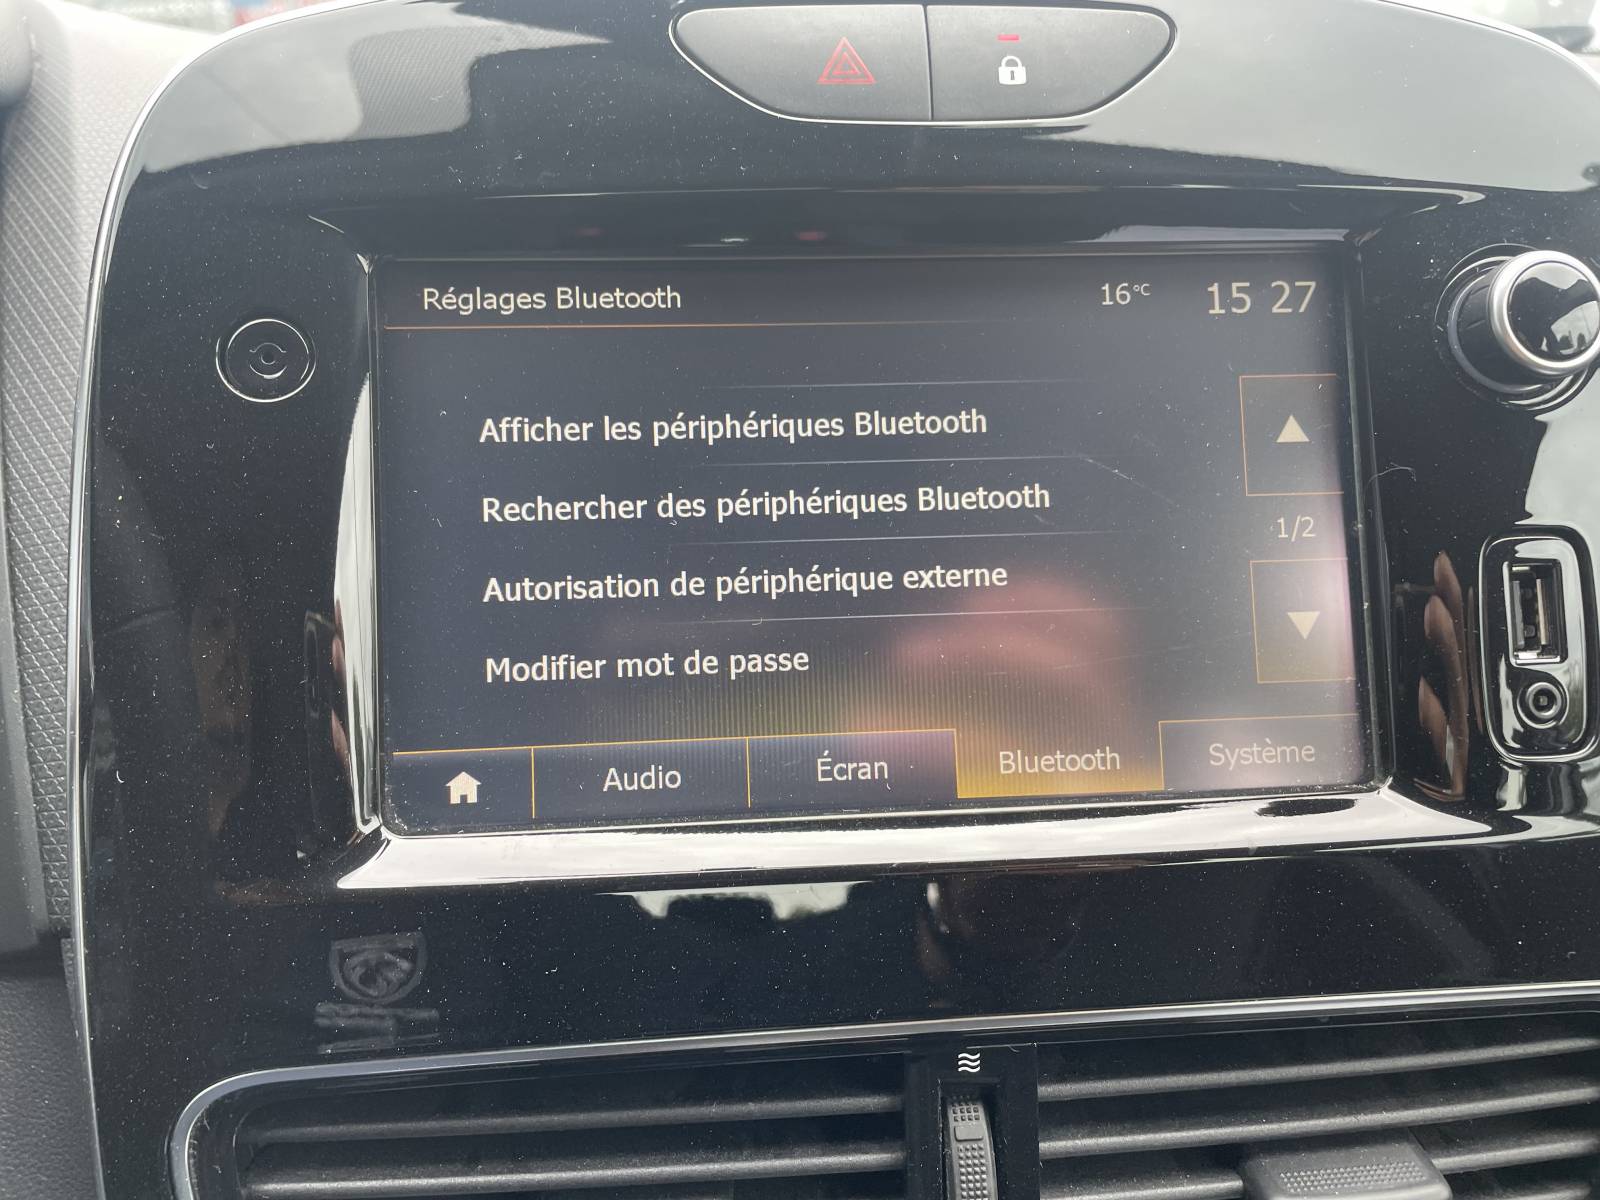 Réglages Bluetooth
16°C
15 27
Afficher les périphériques Bluetooth
Rechercher des périphériques Bluetooth
1/2
Autorisation de périphérique externe
Modifier mot de passe
Audio
Écran
Bluetooth
Système